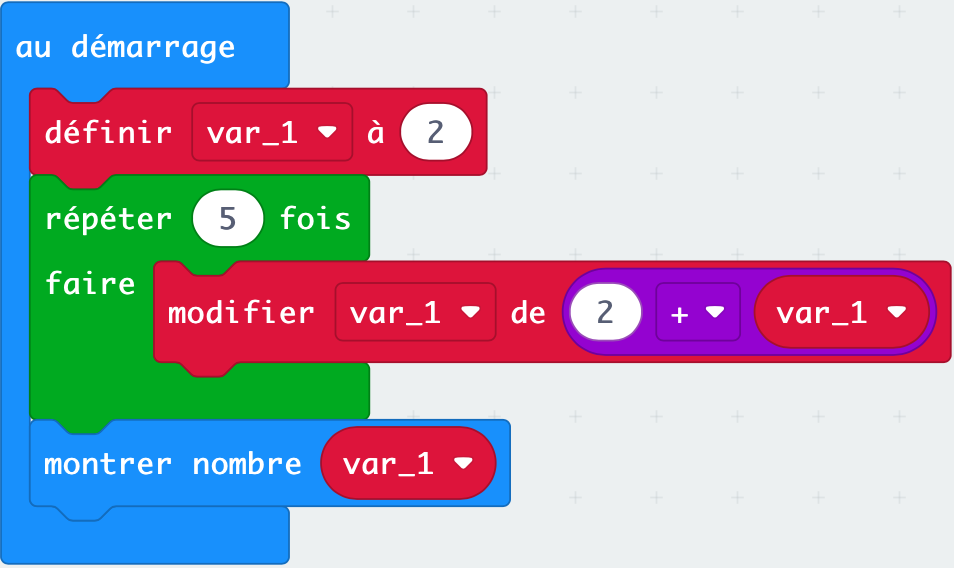 au démarrage
définir var_1 à 2
répéter 5 fois
faire
modifier var_1 de 2 + var_1
montrer nombre var_1